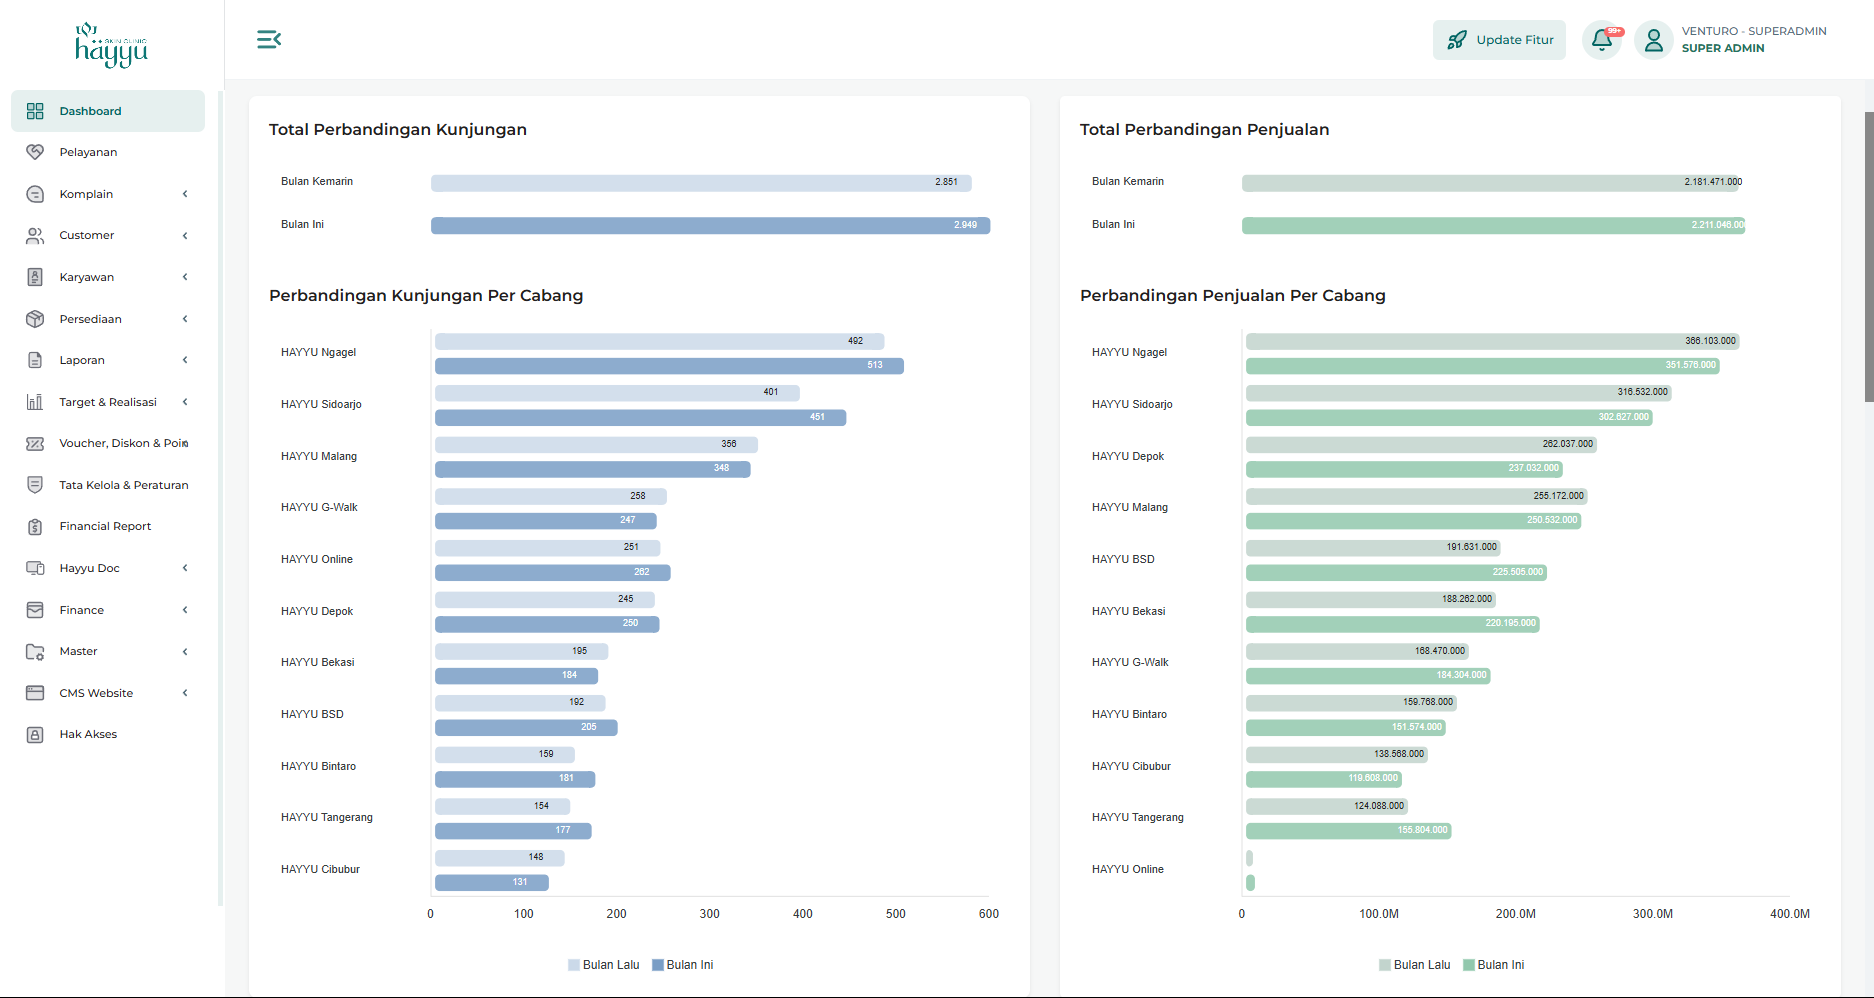 SKIN CLINIC
hayyu
Update Fitur
99+
VENTURO - SUPERADMIN
SUPER ADMIN
Dashboard
Pelayanan
Komplain
Customer
Karyawan
Persediaan
Laporan
Target & Realisasi
Voucher, Diskon & Poin
Tata Kelola & Peraturan
Financial Report
Hayyu Doc
Finance
Master
CMS Website
Hak Akses
Total Perbandingan Kunjungan
Bulan Kemarin 2.851
Bulan Ini 2.949
Perbandingan Kunjungan Per Cabang
HAYYU Ngagel 492 513
HAYYU Sidoarjo 401 451
HAYYU Malang 356 348
HAYYU G-Walk 258 247
HAYYU Online 251 262
HAYYU Depok 245 250
HAYYU Bekasi 195 184
HAYYU BSD 192 205
HAYYU Bintaro 159 181
HAYYU Tangerang 154 177
HAYYU Cibubur 148 131
0 100 200 300 400 500 600
Bulan Lalu Bulan Ini
Total Perbandingan Penjualan
Bulan Kemarin 2.181.471.000
Bulan Ini 2.211.046.00
Perbandingan Penjualan Per Cabang
HAYYU Ngagel 366.103.000 351.576.000
HAYYU Sidoarjo 316.532.000 302.627.000
HAYYU Depok 262.037.000 237.032.000
HAYYU Malang 255.172.000 250.532.000
HAYYU BSD 191.631.000 225.505.000
HAYYU Bekasi 188.262.000 220.195.000
HAYYU G-Walk 168.470.000 184.304.000
HAYYU Bintaro 159.768.000 151.574.000
HAYYU Cibubur 138.568.000 119.608.000
HAYYU Tangerang 124.088.000 155.804.000
HAYYU Online
0 100.0M 200.0M 300.0M 400.0M
Bulan Lalu Bulan Ini